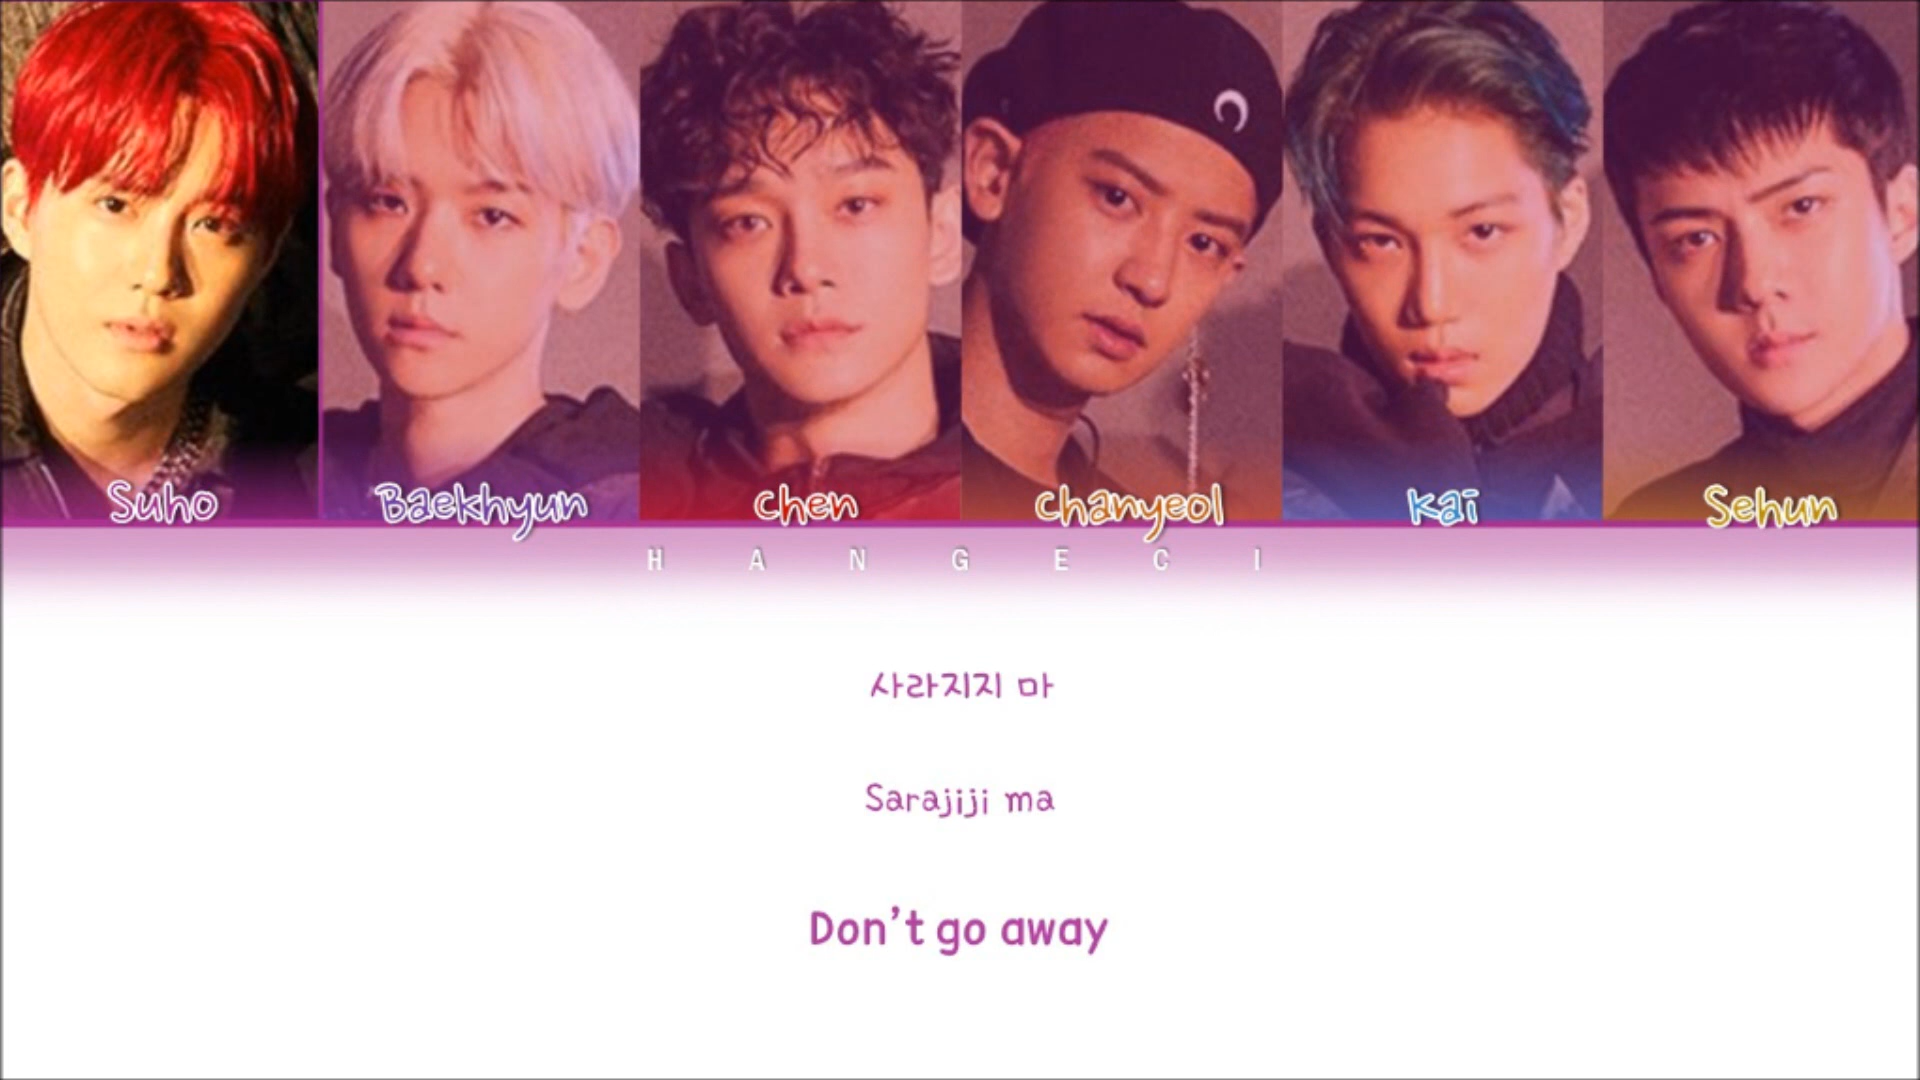 Suho Baekhyun chen chanyeol kai Sehun
H A N G E C I
사라지지 마
Sarajiji ma
Don't go away